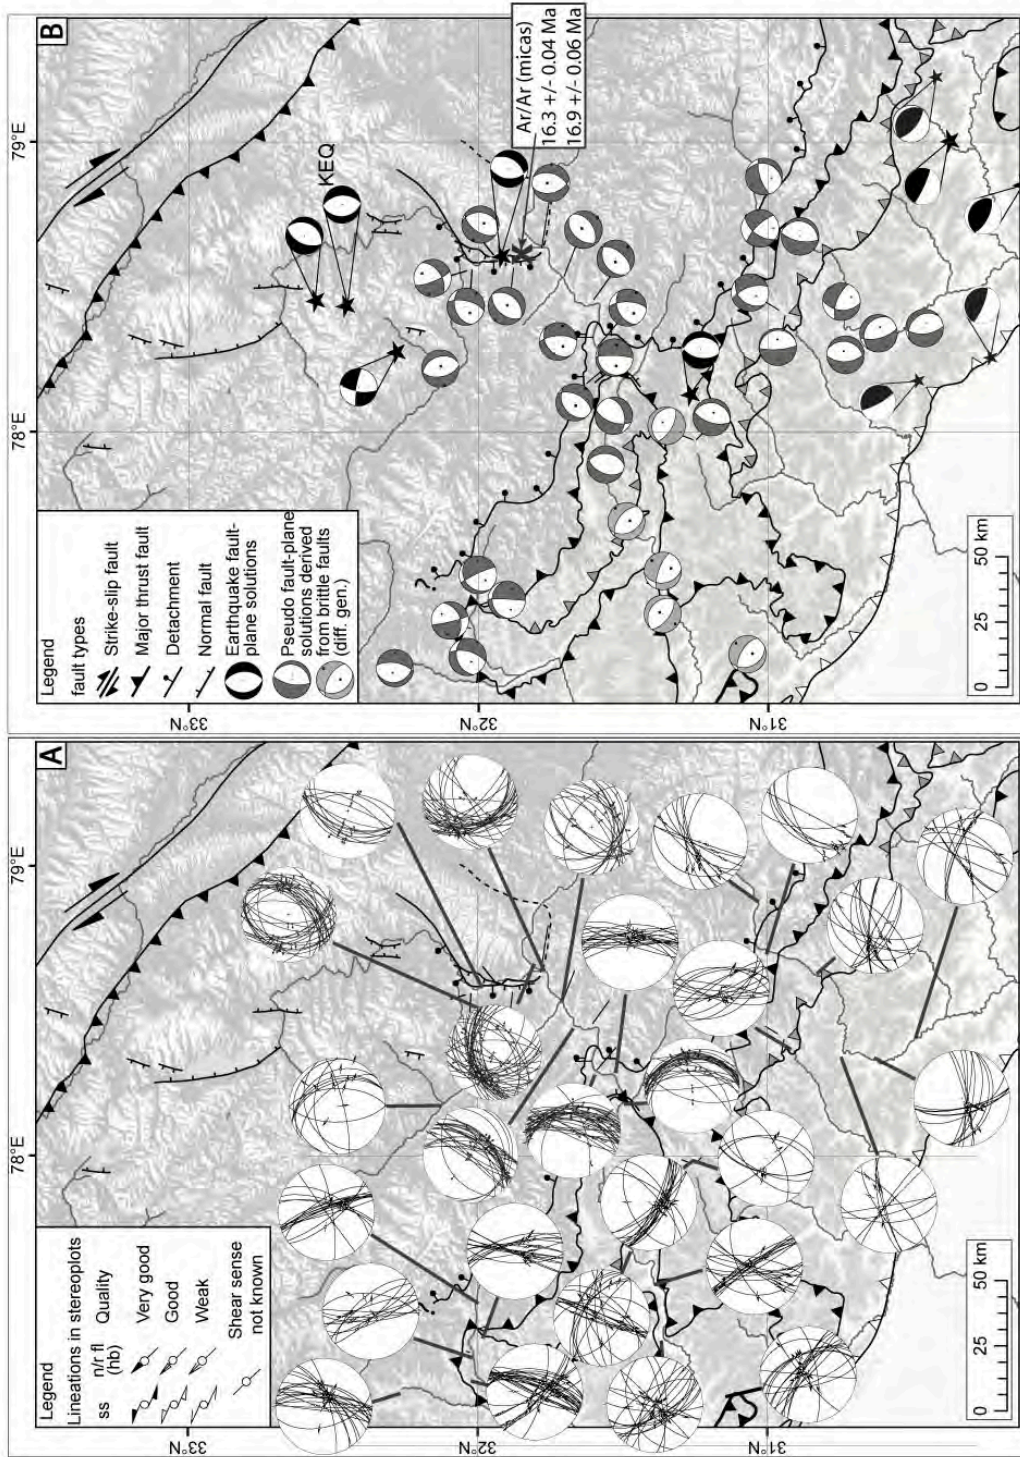 A
78°E
79°E
33°N
32°N
31°N
Legend
Lineations in stereoplots
ss
n/r fl
(hb)
Quality
Very good
Good
Weak
Shear sense
not known
0
25
50 km
B
78°E
79°E
33°N
32°N
31°N
Legend
fault types
Strike-slip fault
Major thrust fault
Detachment
Normal fault
Earthquake fault-
plane solutions
Pseudo fault-plane
solutions derived
from brittle faults
(diff. gen.)
KEQ
Ar/Ar (micas)
16.3 +/- 0.04 Ma
16.9 +/- 0.06 Ma
0
25
50 km